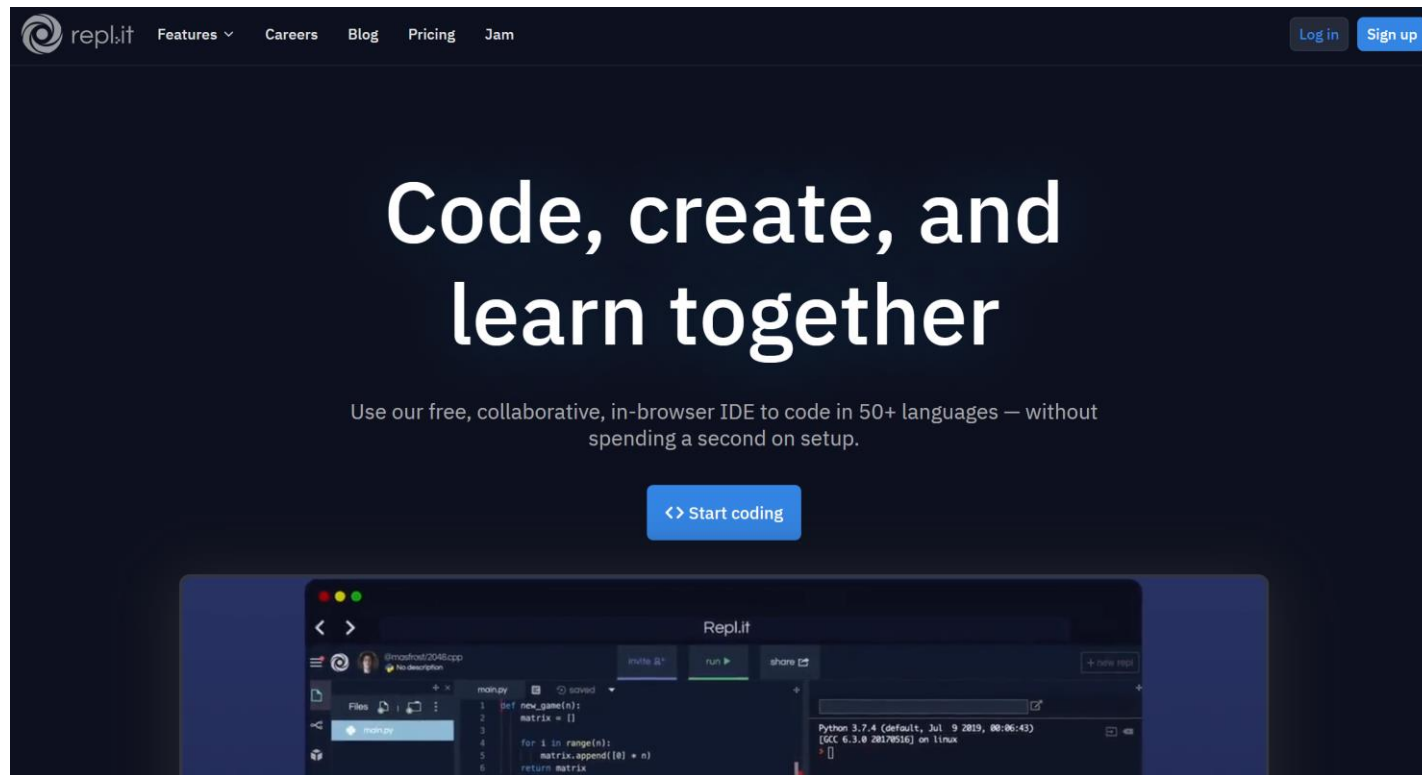 repl.it Features Careers Blog Pricing Jam Log in Sign up
Code, create, and
learn together
Use our free, collaborative, in-browser IDE to code in 50+ languages — without
spending a second on setup.
<> Start coding
Repl.it
@masfrost/2048.cpp
No description
invite
run
share
+ new repl
Files
main.py
main.py
saved
1 def new_game(n):
2 matrix = []
3
4 for i in range(n):
5 matrix.append([0] * n)
6 return matrix
Python 3.7.4 (default, Jul 9 2019, 00:06:43)
[GCC 6.3.0 20170516] on linux
>